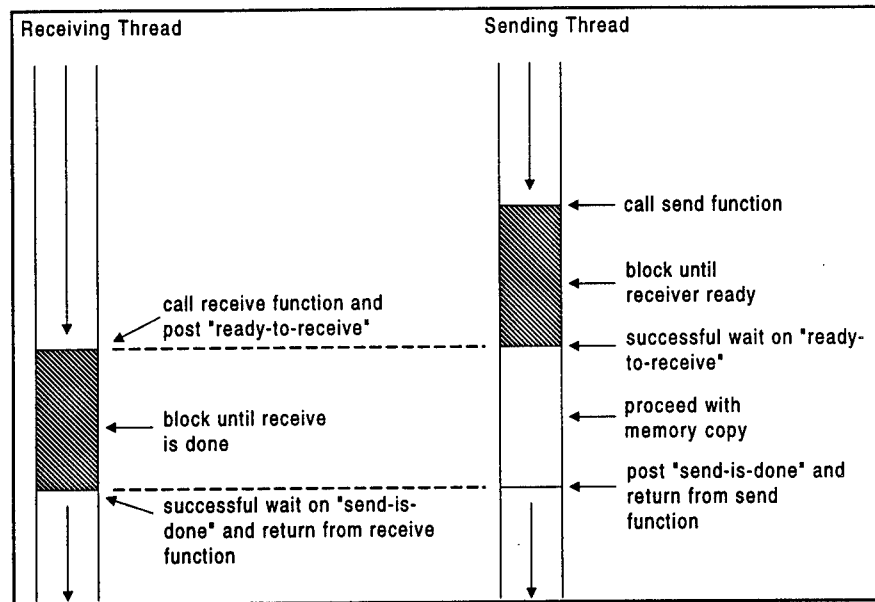 Receiving Thread
Sending Thread
call send function
block until
receiver ready
call receive function and
post "ready-to-receive"
successful wait on "ready-
to-receive"
block until receive
is done
proceed with
memory copy
post "send-is-done" and
return from send
function
successful wait on "send-is-
done" and return from receive
function